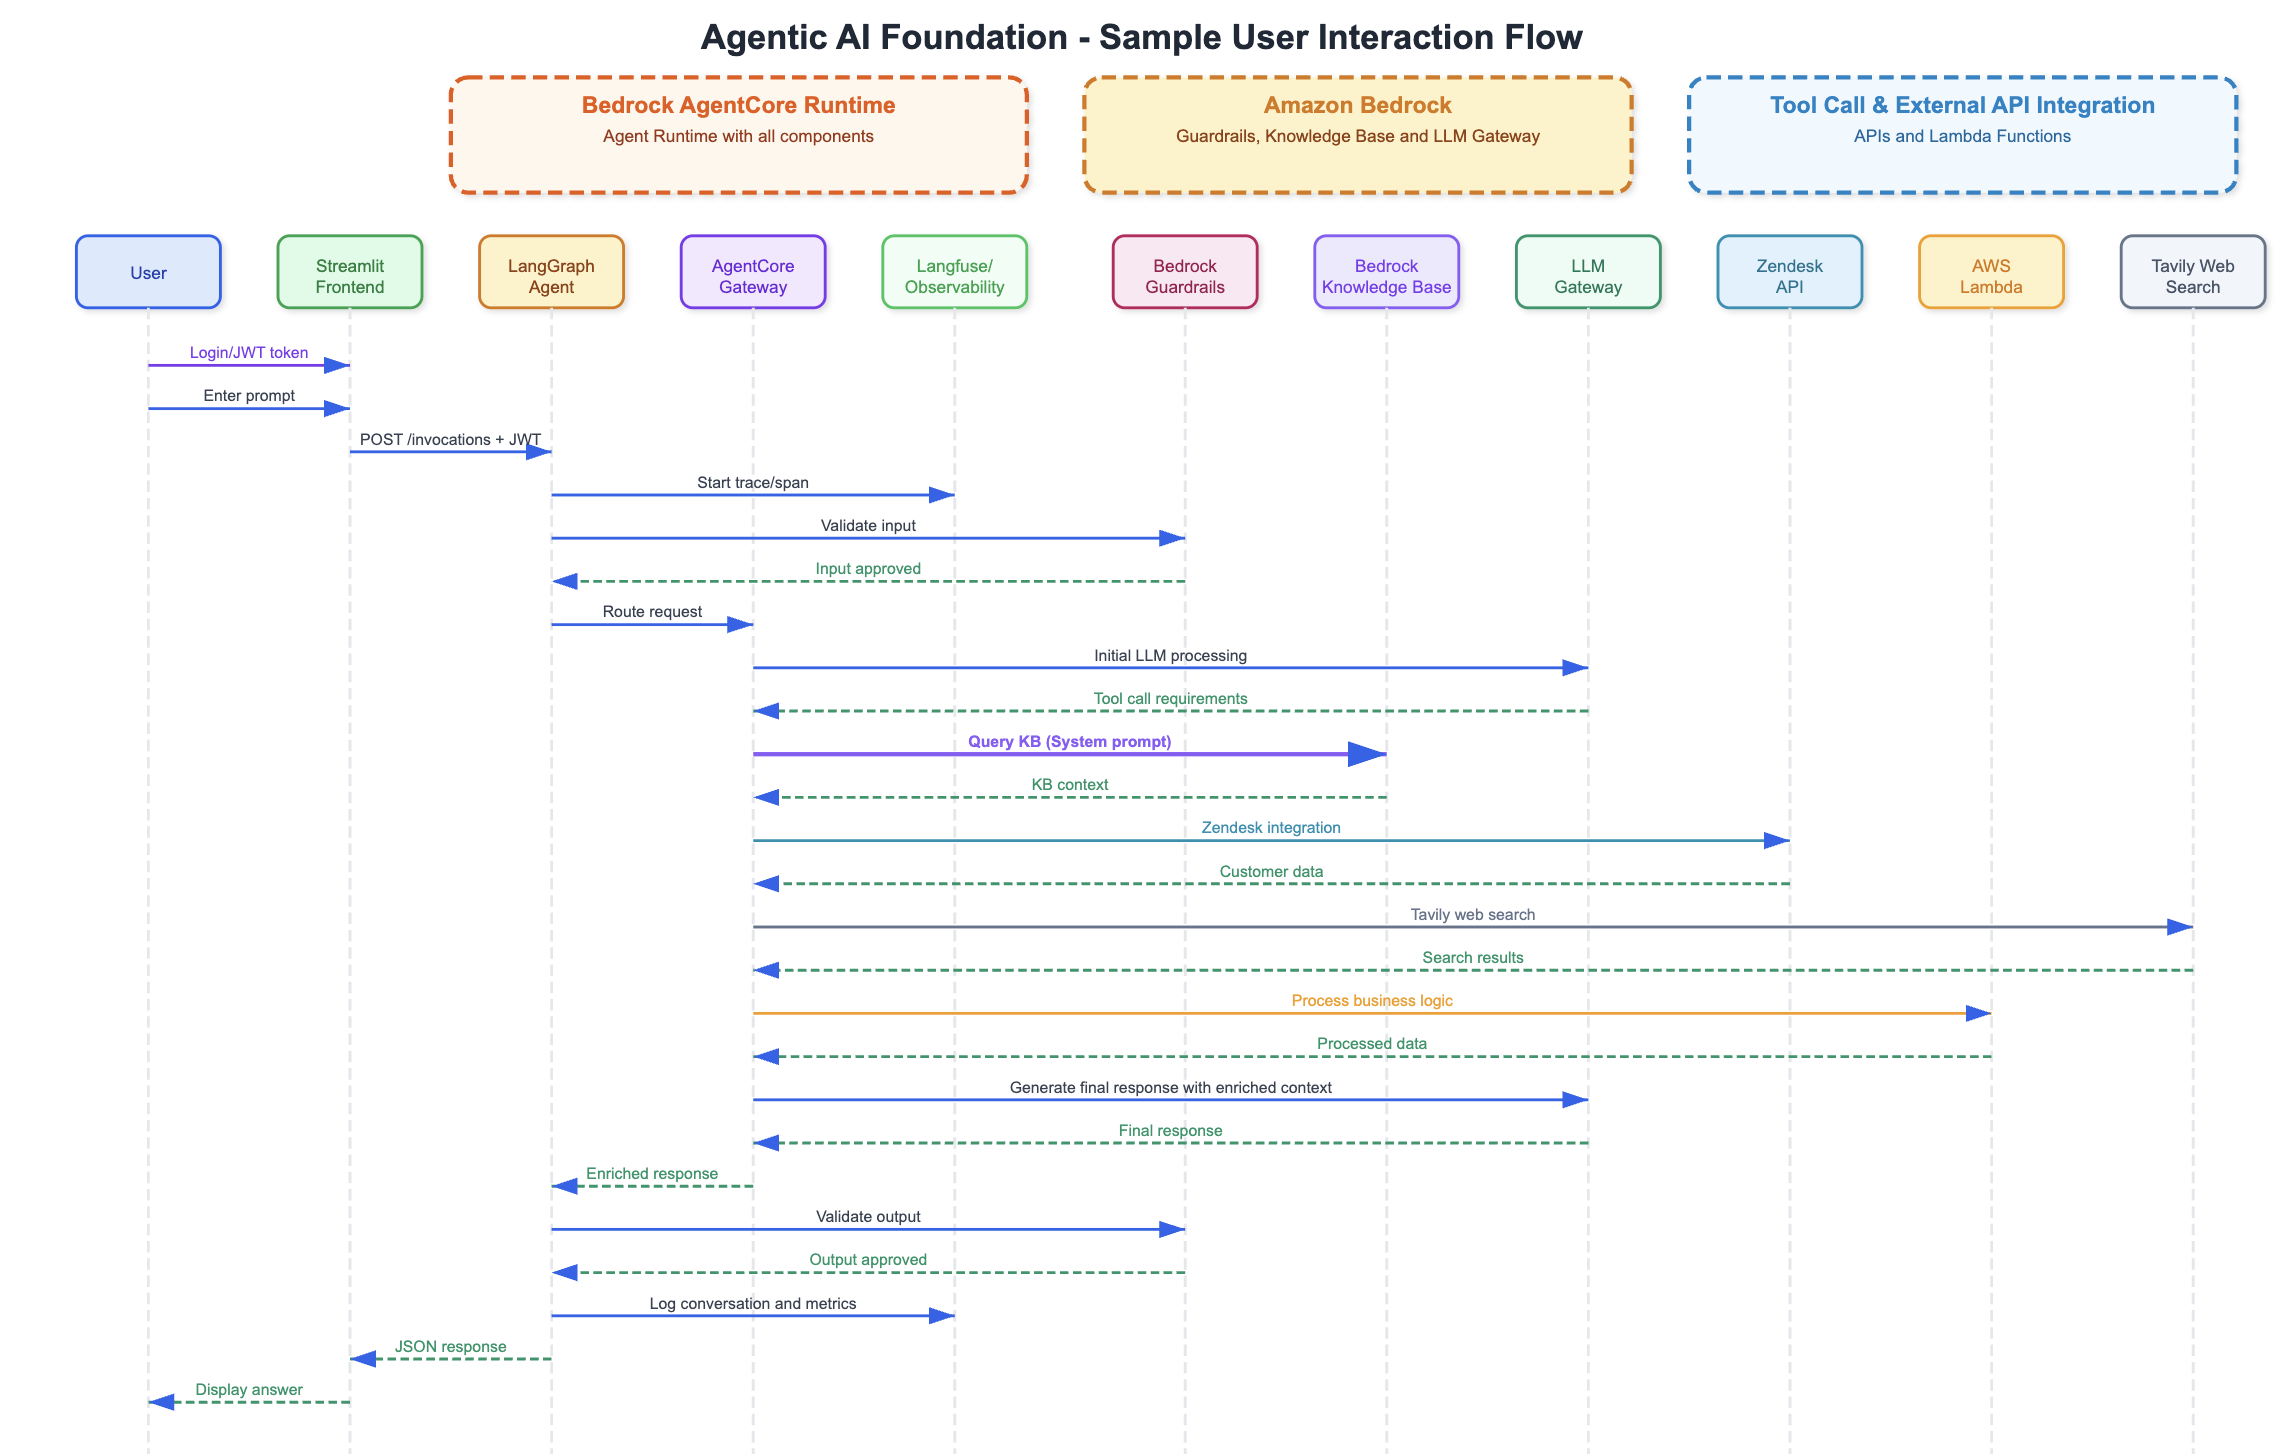 Agentic AI Foundation - Sample User Interaction Flow
Bedrock AgentCore Runtime
Agent Runtime with all components
Amazon Bedrock
Guardrails, Knowledge Base and LLM Gateway
Tool Call & External API Integration
APIs and Lambda Functions
User
Streamlit
Frontend
LangGraph
Agent
AgentCore
Gateway
Langfuse/
Observability
Bedrock
Guardrails
Bedrock
Knowledge Base
LLM
Gateway
Zendesk
API
AWS
Lambda
Tavily Web
Search
Login/JWT token
Enter prompt
POST /invocations + JWT
Start trace/span
Validate input
Input approved
Route request
Initial LLM processing
Tool call requirements
Query KB (System prompt)
KB context
Zendesk integration
Customer data
Tavily web search
Search results
Process business logic
Processed data
Generate final response with enriched context
Final response
Enriched response
Validate output
Output approved
Log conversation and metrics
JSON response
Display answer